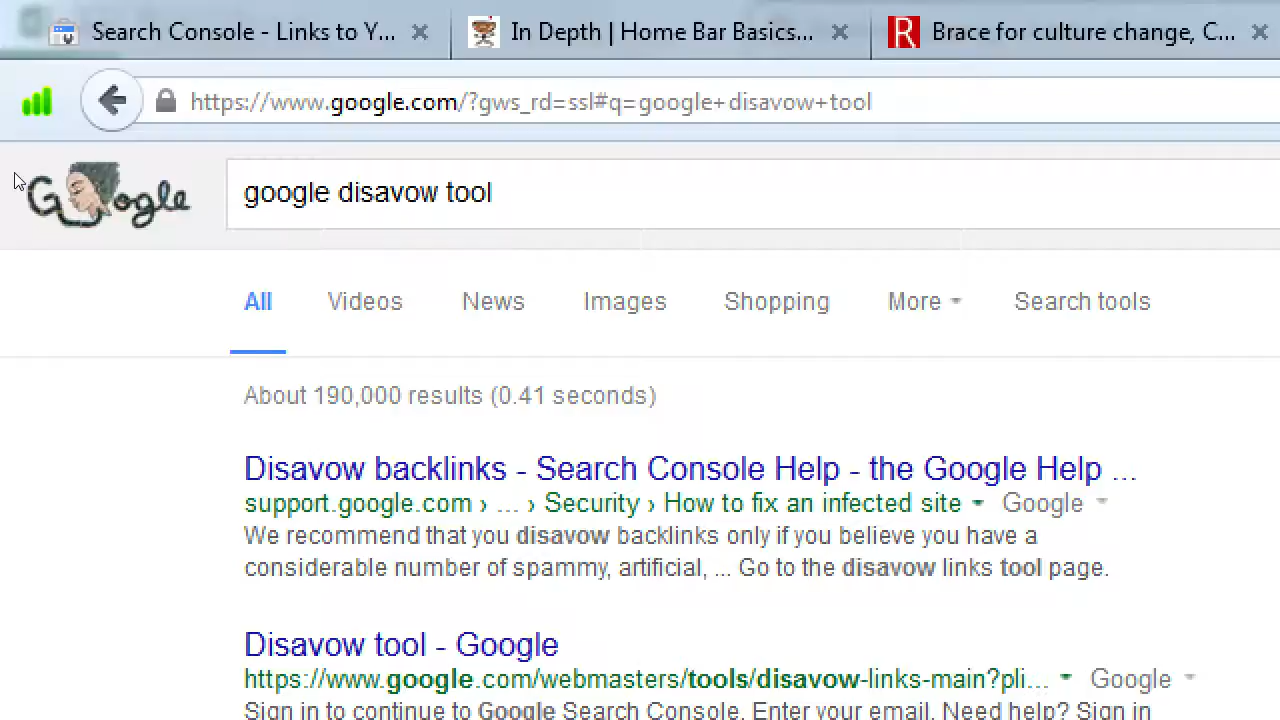 Search Console - Links to Y...
In Depth | Home Bar Basics...
Brace for culture change, C...
https://www.google.com/?gws_rd=ssl#q=google+disavow+tool
Google
google disavow tool
All
Videos
News
Images
Shopping
More
Search tools
About 190,000 results (0.41 seconds)
Disavow backlinks - Search Console Help - the Google Help ...
support.google.com › ... › Security › How to fix an infected site Google
We recommend that you disavow backlinks only if you believe you have a
considerable number of spammy, artificial, ... Go to the disavow links tool page.
Disavow tool - Google
https://www.google.com/webmasters/tools/disavow-links-main?pli... Google
Sign in to continue to Google Search Console. Enter your email. Need help? Sign in